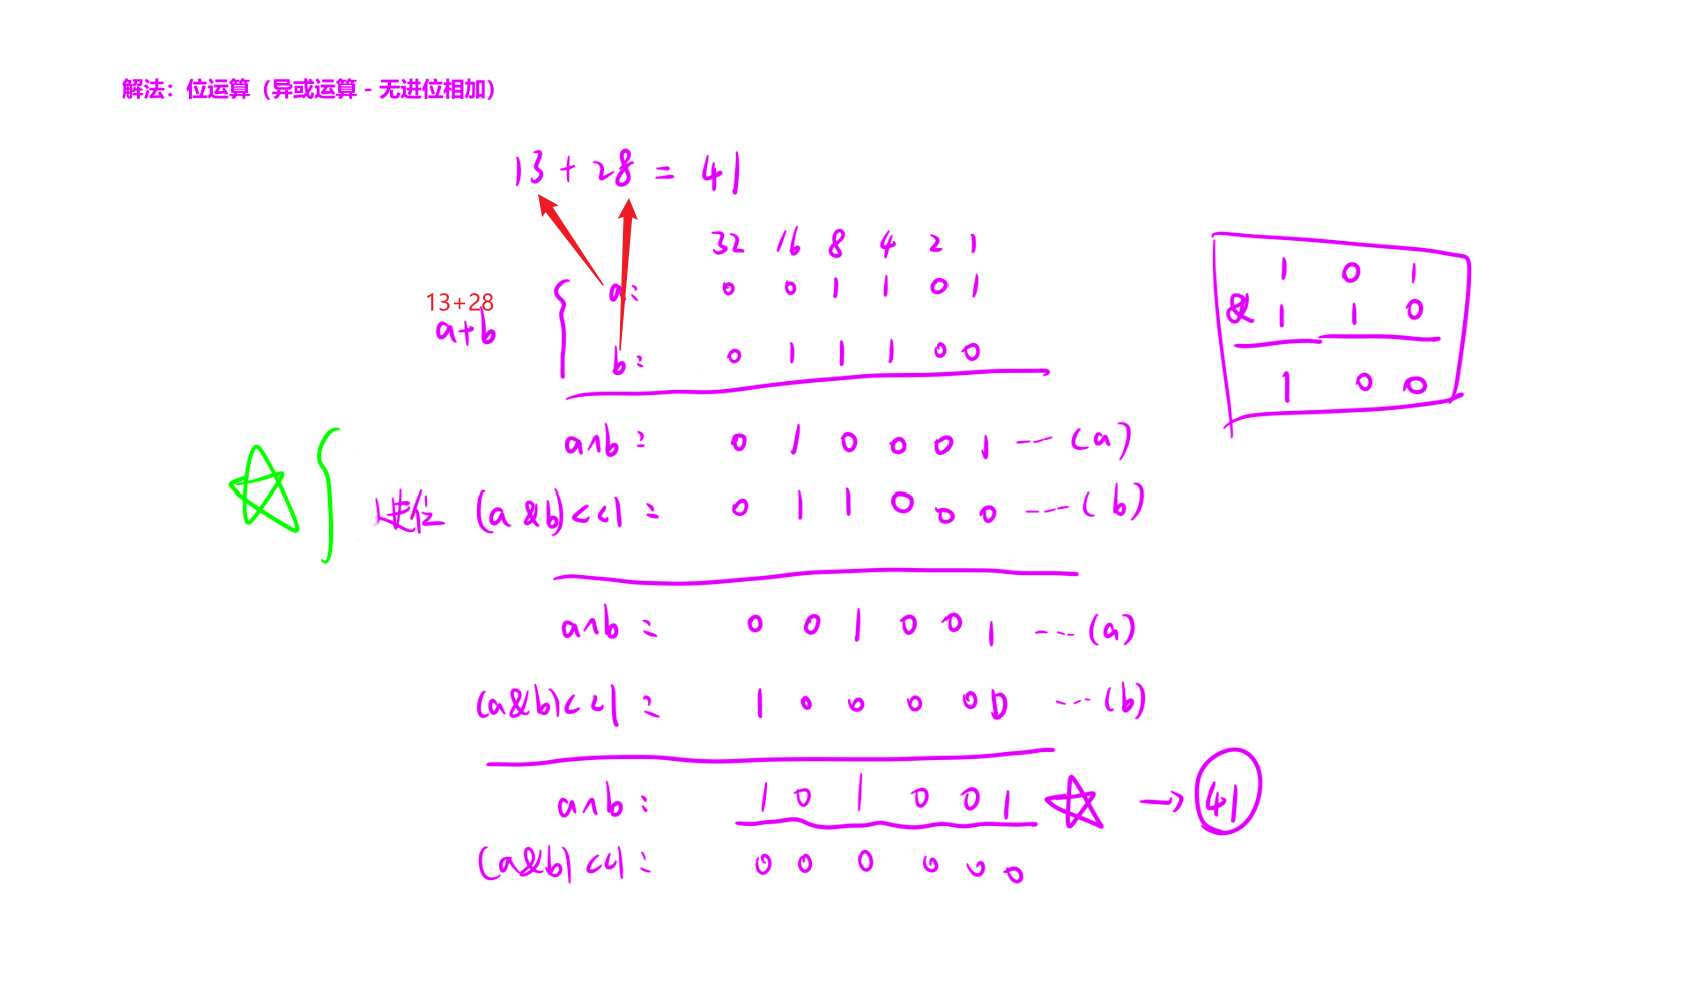 解法：位运算（异或运算 - 无进位相加）
13 + 28 = 41
32 16 8 4 2 1
a: 0 0 1 1 0 1
13+28
a+b
b: 0 1 1 1 0 0
1 0 1
& 1 1 0
1 0 0
a^b: 0 1 0 0 0 1 --- (a)
进位 (a&b)<<1 = 0 1 1 0 0 0 --- (b)
a^b = 0 0 1 0 0 1 --- (a)
(a&b)<<1 = 1 0 0 0 0 0 --- (b)
a^b: 1 0 1 0 0 1 → 41
(a&b)<<1: 0 0 0 0 0 0